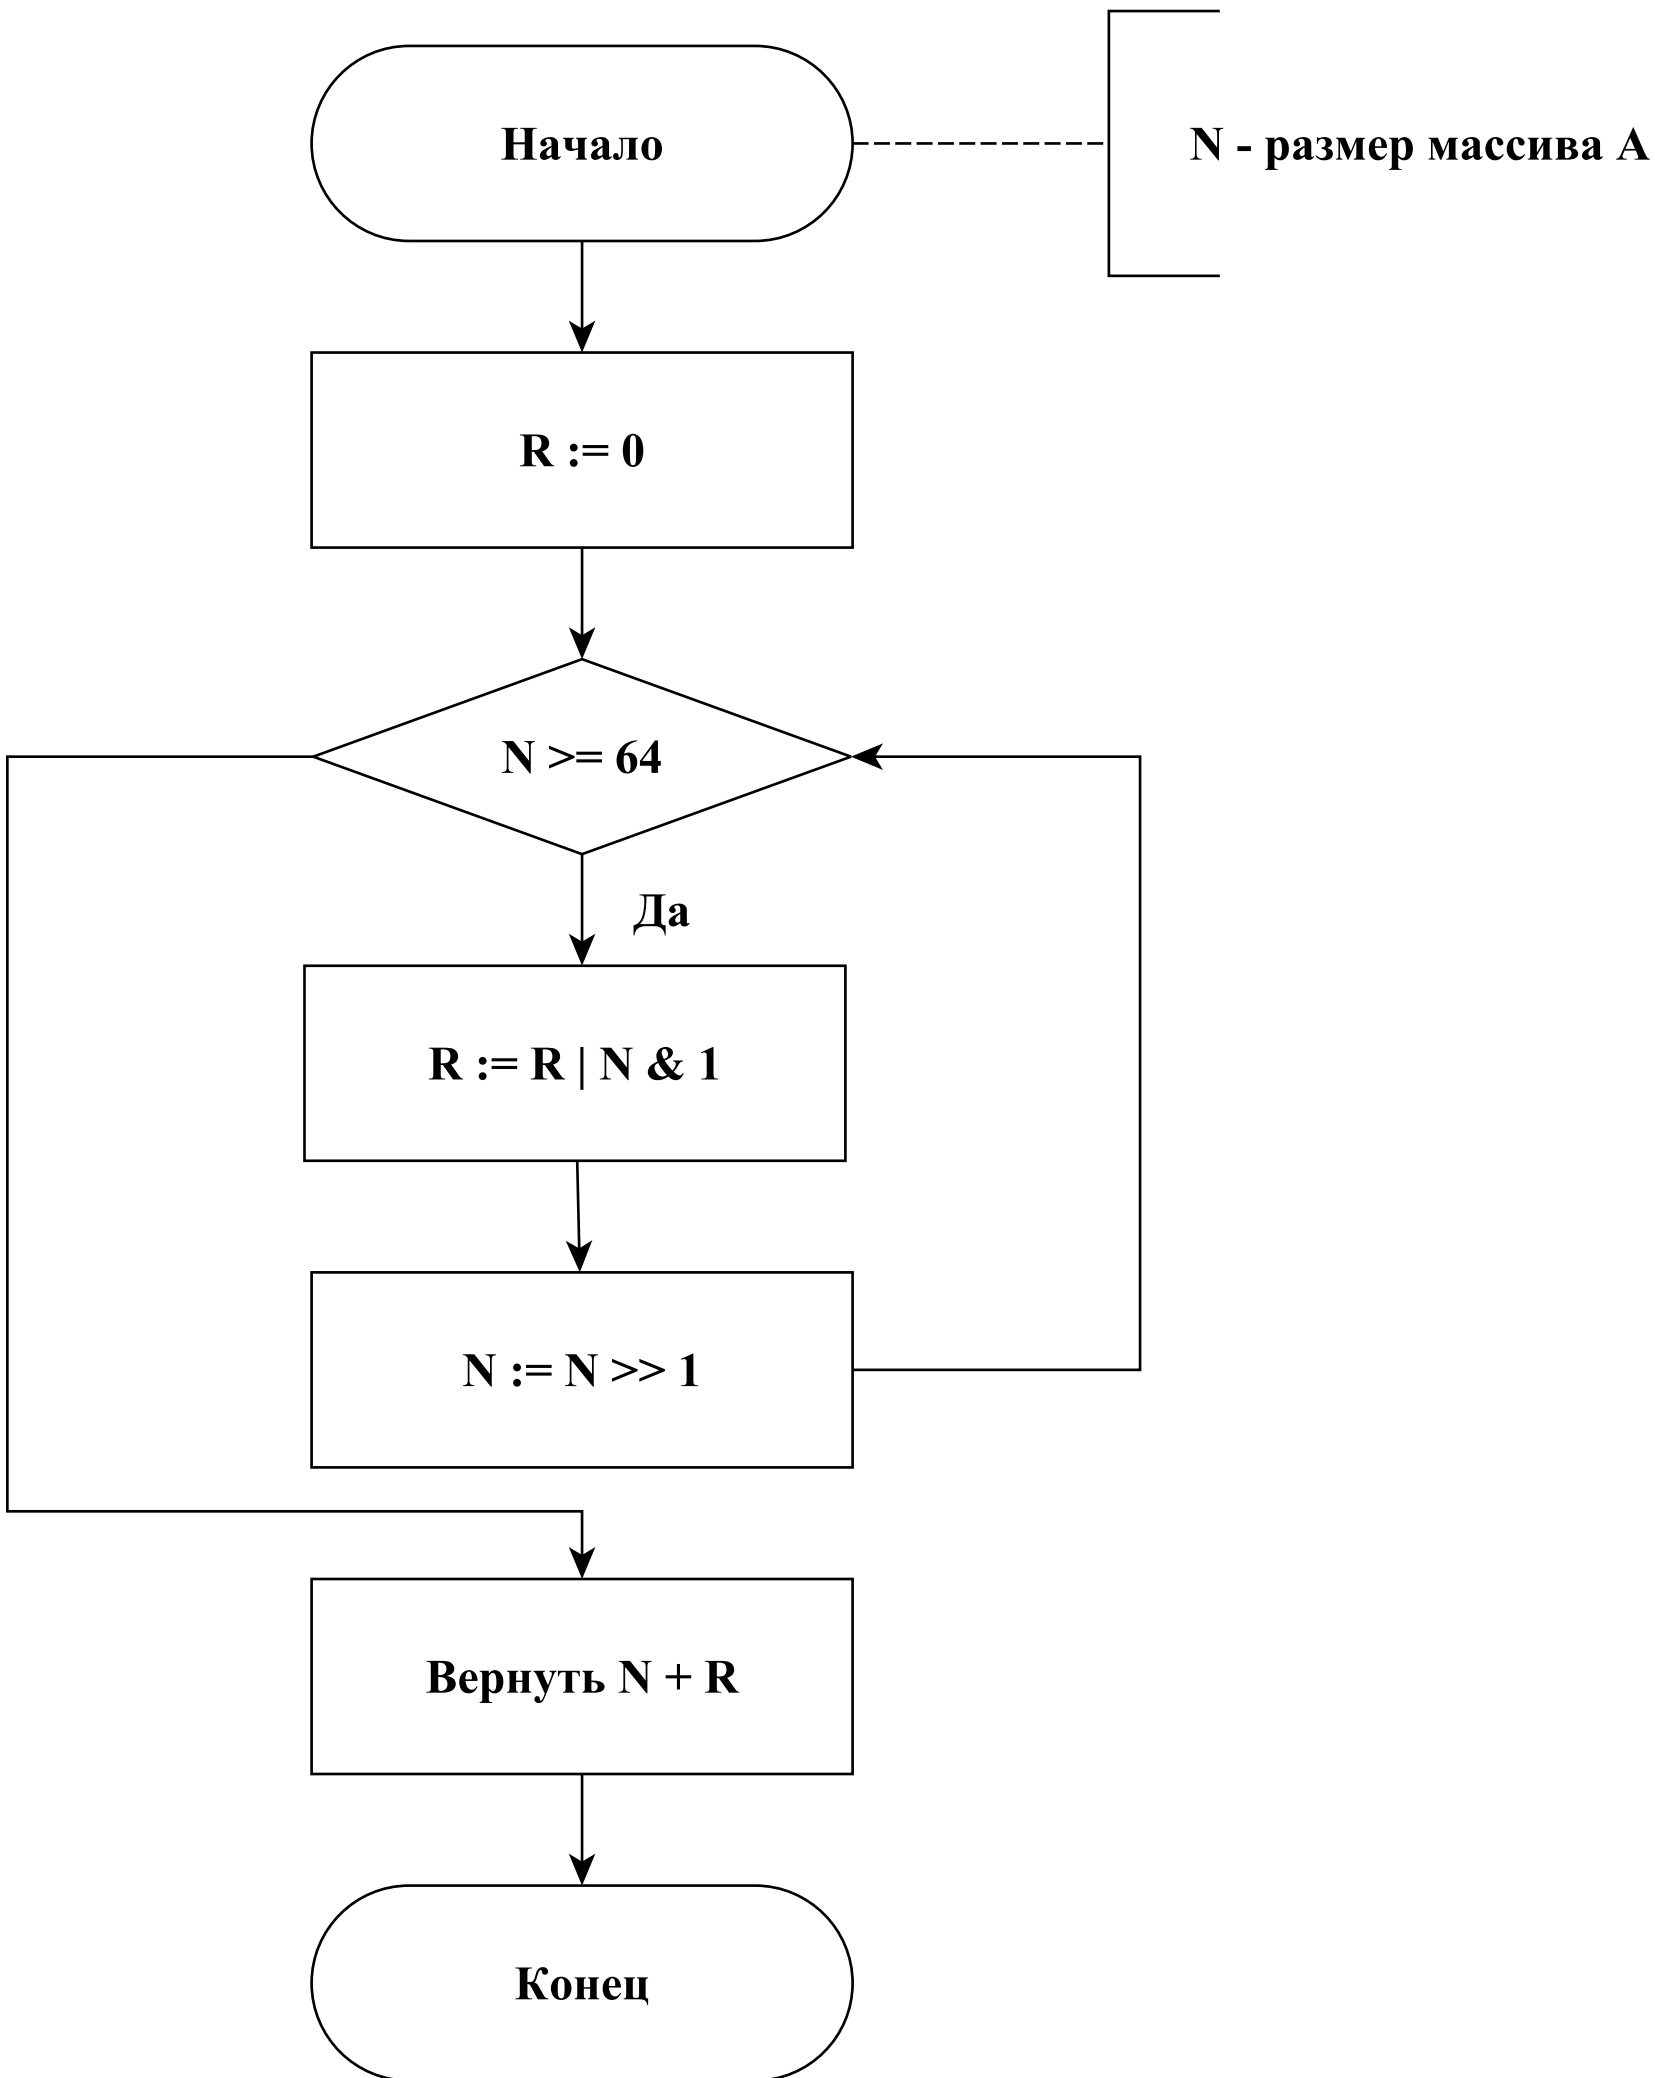 Начало
N - размер массива A
R := 0
N >= 64
Да
R := R | N & 1
N := N >> 1
Вернуть N + R
Конец